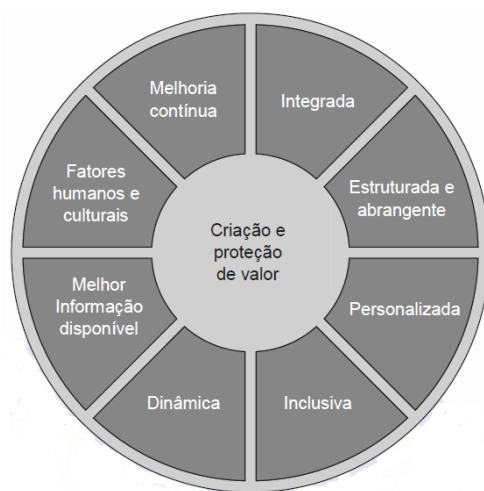 Melhoria
contínua
Integrada
Fatores
humanos e
culturais
Estruturada e
abrangente
Criação e
proteção
de valor
Melhor
Informação
disponível
Personalizada
Dinâmica
Inclusiva